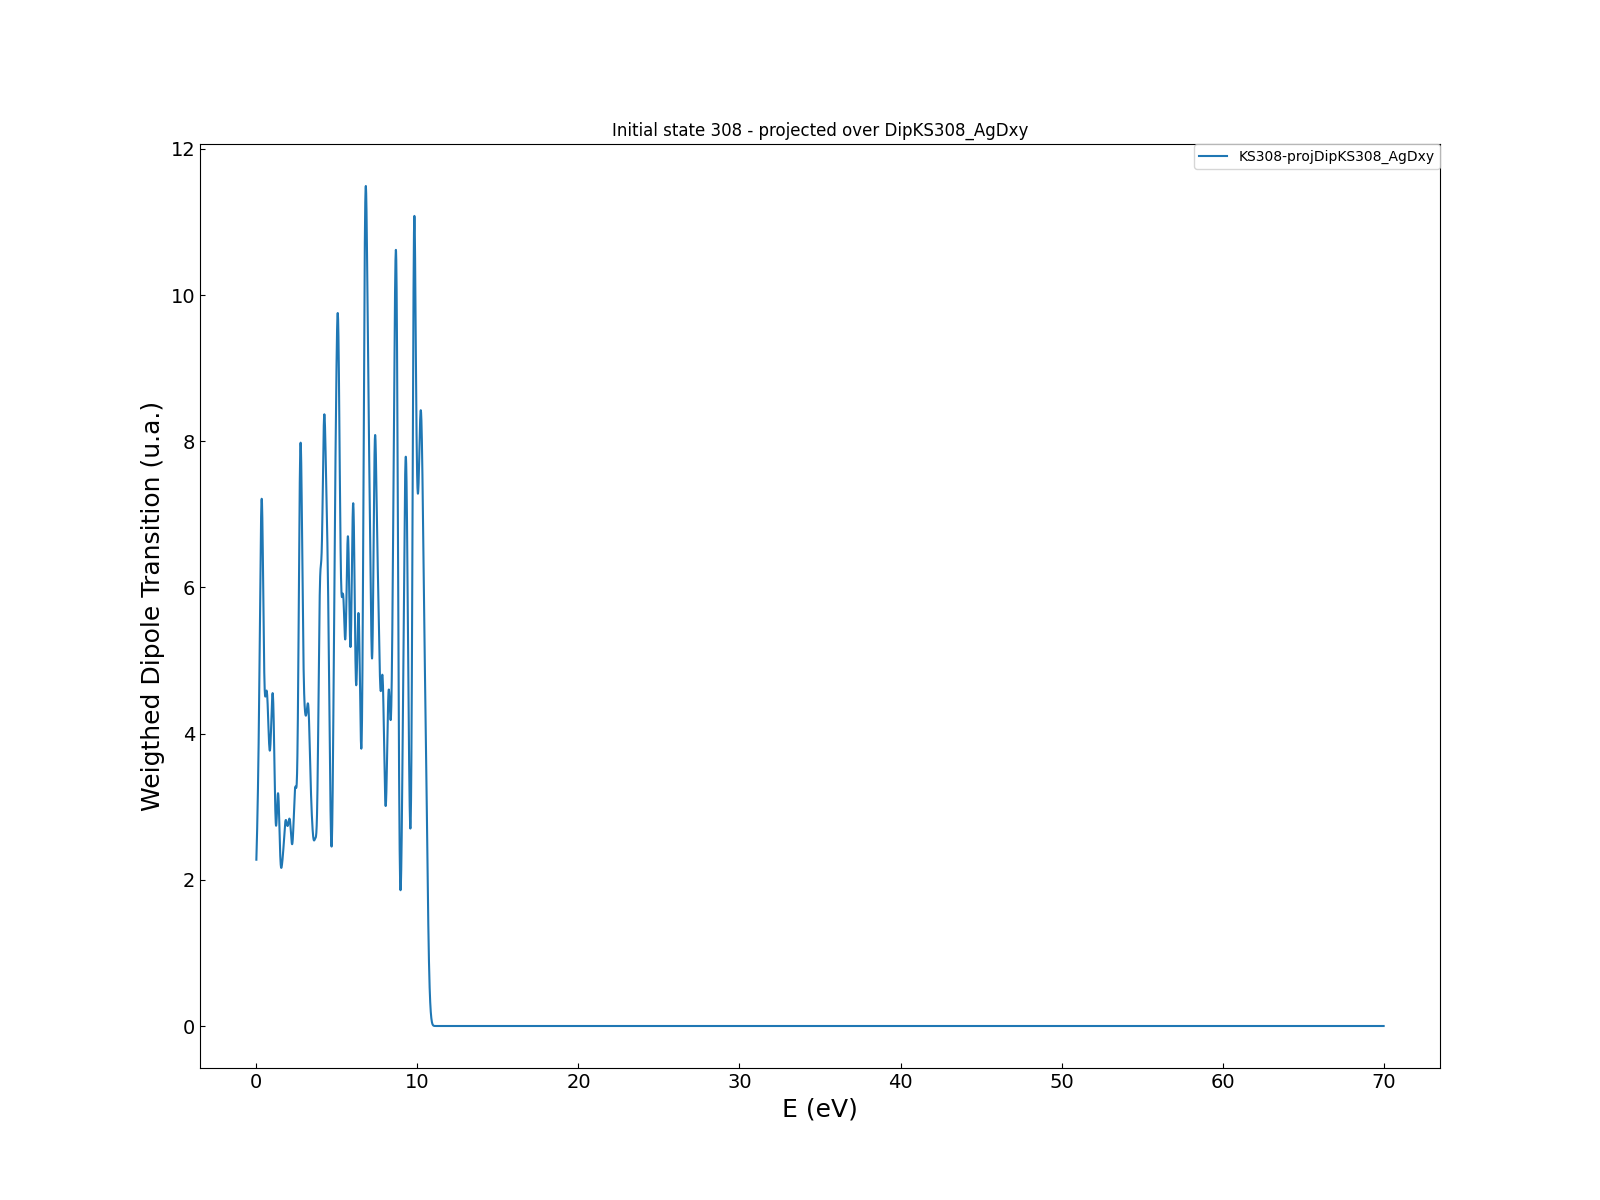 Initial state 308 - projected over DipKS308_AgDxy
KS308-projDipKS308_AgDxy
Weigthed Dipole Transition (u.a.)
12
10
8
6
4
2
0
0 10 20 30 40 50 60 70
E (eV)